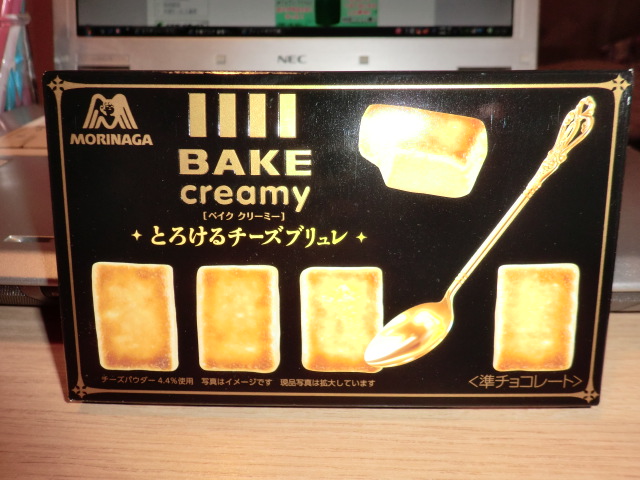 NEC
MORINAGA
BAKE
creamy
[ベイク クリーミー]
とろけるチーズブリュレ
チーズパウダー 4.4%使用 写真はイメージです 現品写真は拡大しています
<準チョコレート>